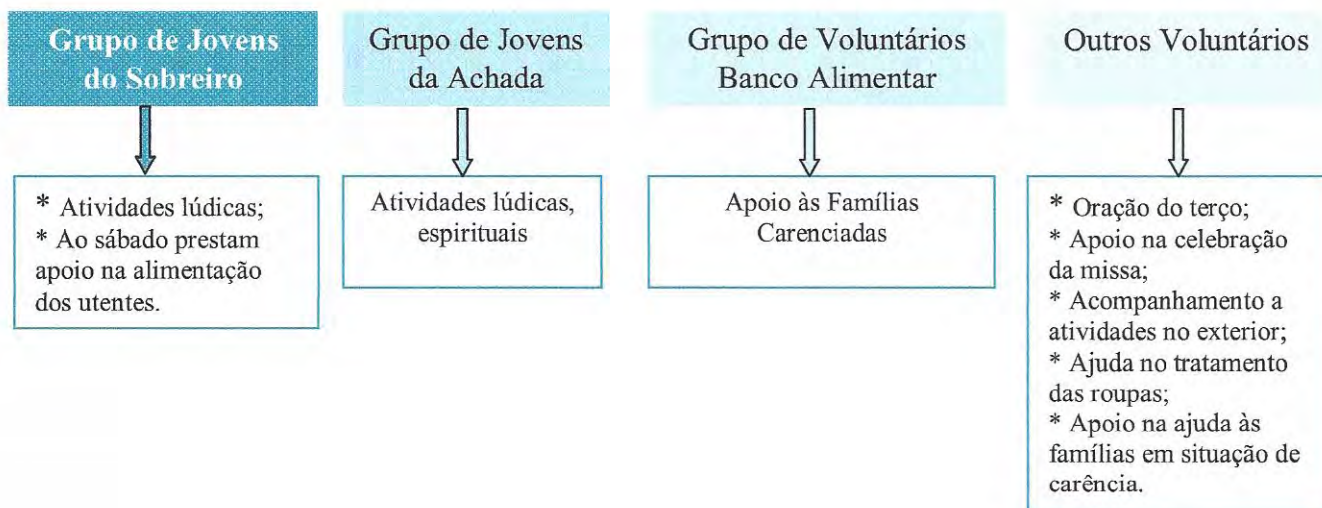 Grupo de Jovens
do Sobreiro
Grupo de Jovens
da Achada
Grupo de Voluntários
Banco Alimentar
Outros Voluntários
* Atividades lúdicas;
* Ao sábado prestam
apoio na alimentação
dos utentes.
Atividades lúdicas,
espirituais
Apoio às Famílias
Carenciadas
* Oração do terço;
* Apoio na celebração
da missa;
* Acompanhamento a
atividades no exterior;
* Ajuda no tratamento
das roupas;
* Apoio na ajuda às
famílias em situação de
carência.